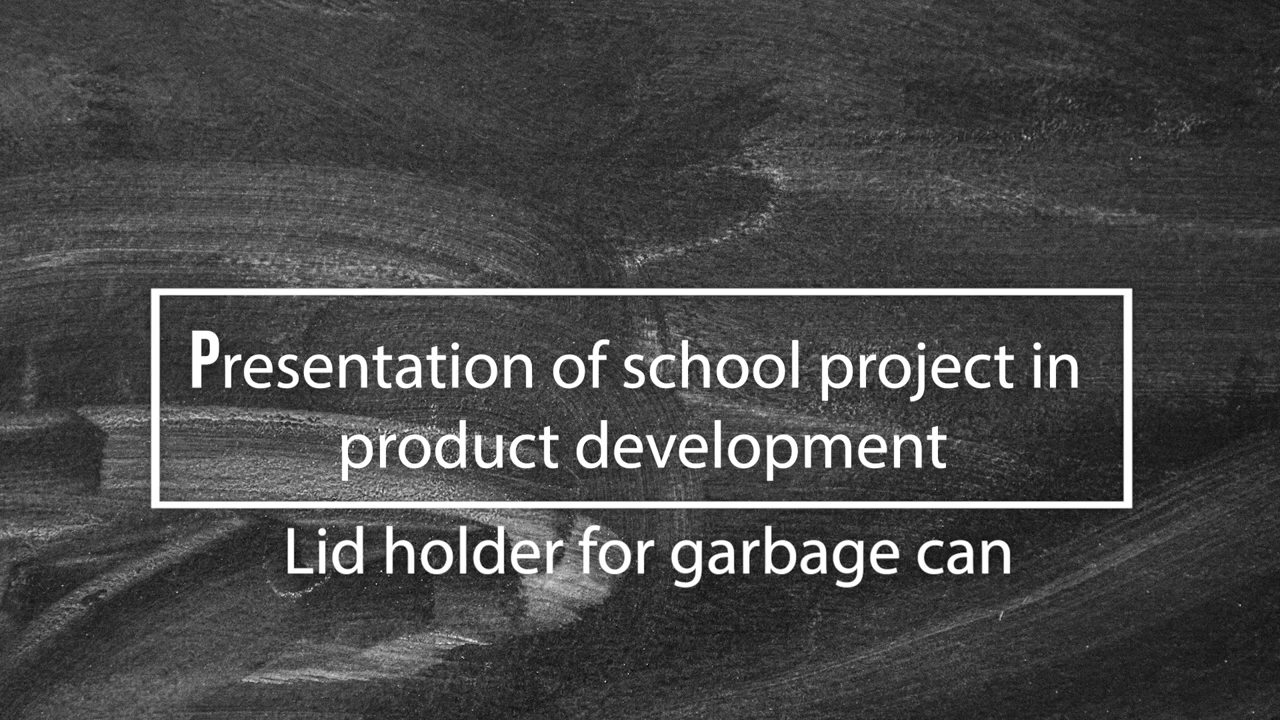 Presentation of school project in
product development
Lid holder for garbage can